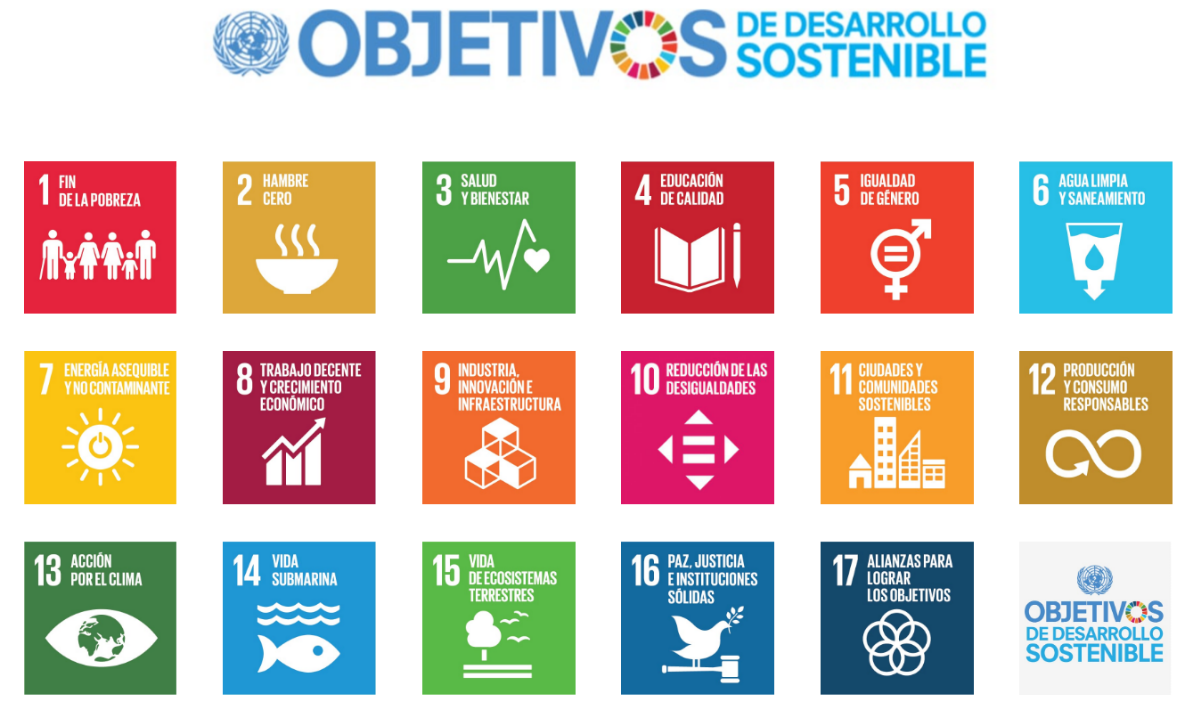 OBJETIVOS DE DESARROLLO
SOSTENIBLE
1 FIN
DE LA POBREZA
2 HAMBRE
CERO
3 SALUD
Y BIENESTAR
4 EDUCACIÓN
DE CALIDAD
5 IGUALDAD
DE GÉNERO
6 AGUA LIMPIA
Y SANEAMIENTO
7 ENERGÍA ASEQUIBLE
Y NO CONTAMINANTE
8 TRABAJO DECENTE
Y CRECIMIENTO
ECONÓMICO
9 INDUSTRIA,
INNOVACIÓN E
INFRAESTRUCTURA
10 REDUCCIÓN DE LAS
DESIGUALDADES
11 CIUDADES Y
COMUNIDADES
SOSTENIBLES
12 PRODUCCIÓN
Y CONSUMO
RESPONSABLES
13 ACCIÓN
POR EL CLIMA
14 VIDA
SUBMARINA
15 VIDA
DE ECOSISTEMAS
TERRESTRES
16 PAZ, JUSTICIA
E INSTITUCIONES
SÓLIDAS
17 ALIANZAS PARA
LOGRAR
LOS OBJETIVOS
OBJETIVOS
DE DESARROLLO
SOSTENIBLE